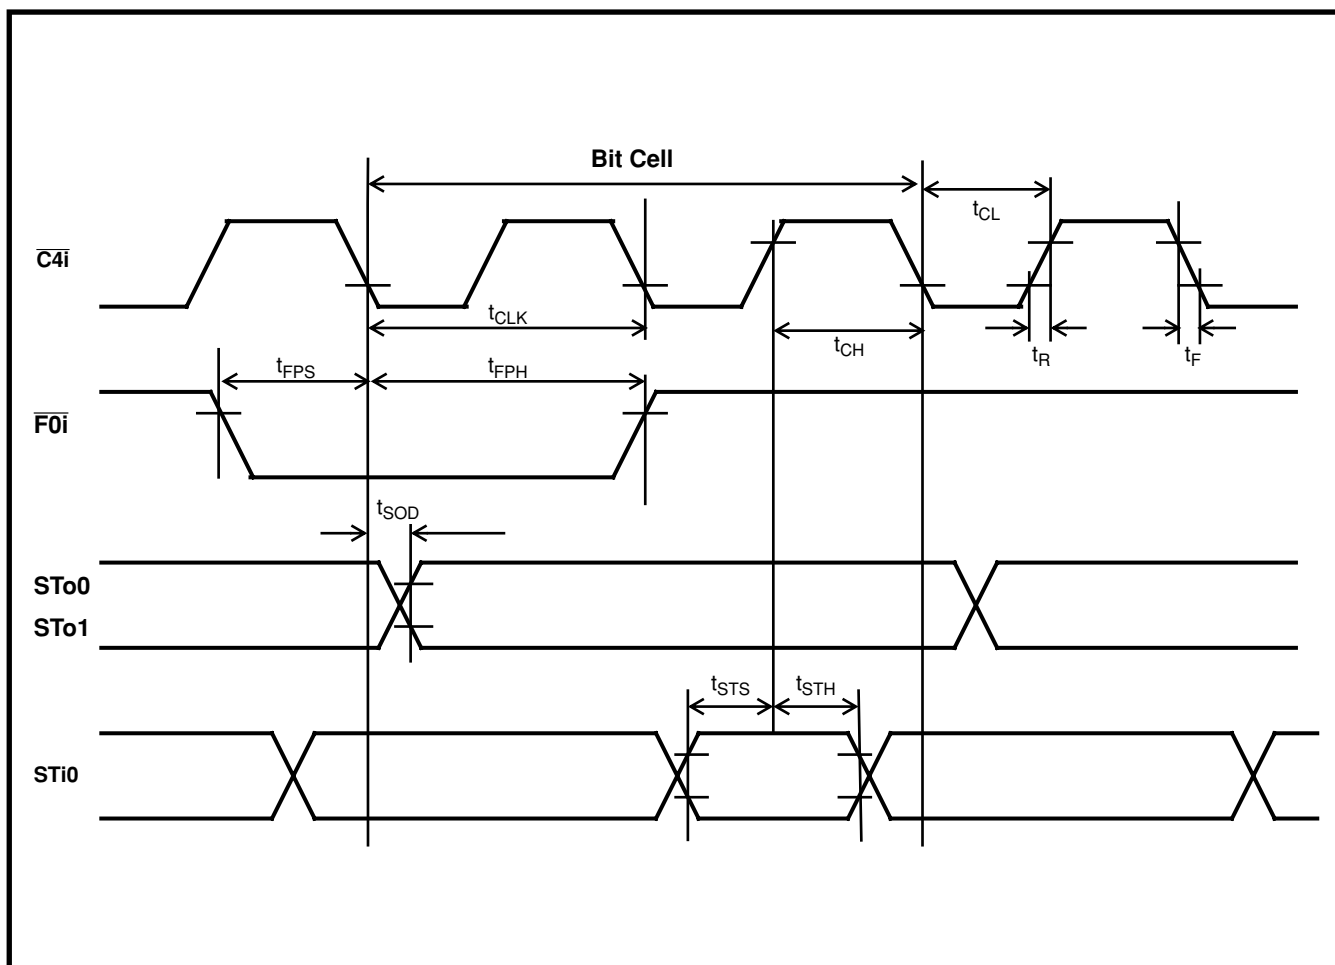 Bit Cell
tCL
C4i
tCLK
tCH
tR
tF
tFPS
tFPH
F0i
tSOD
STo0
STo1
tSTS
tSTH
STi0